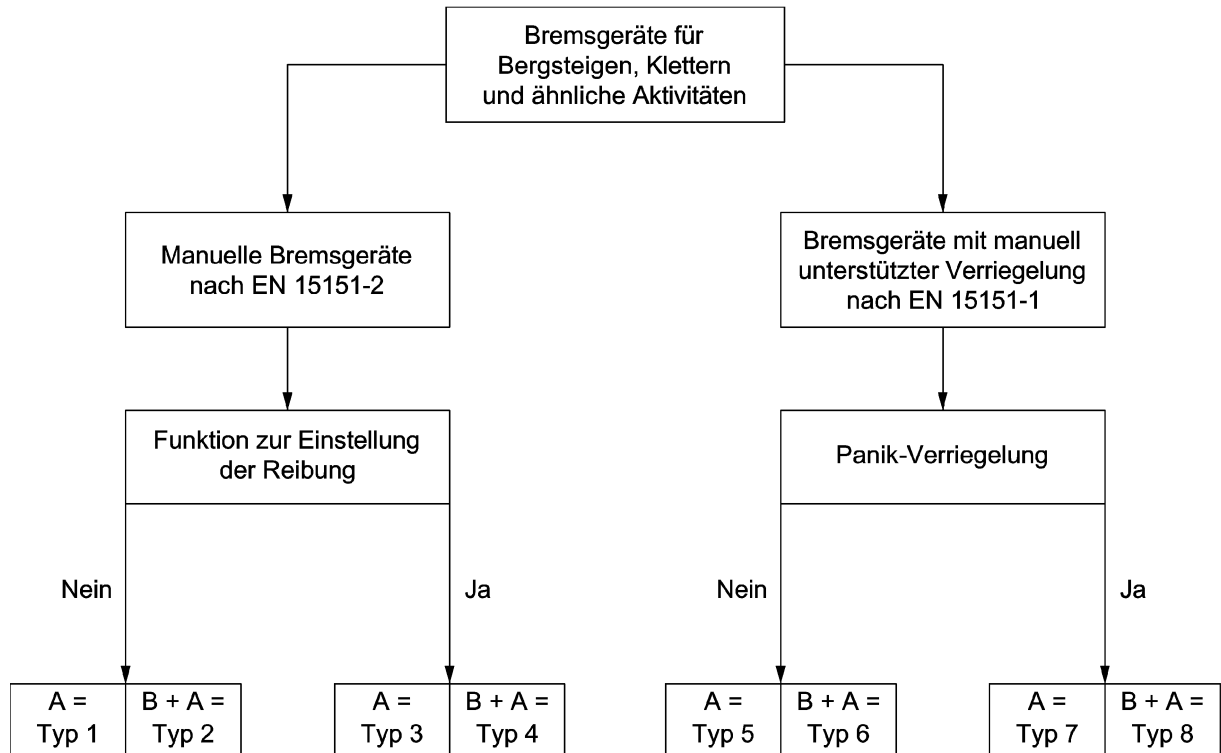 Bremsgeräte für
Bergsteigen, Klettern
und ähnliche Aktivitäten
Manuelle Bremsgeräte
nach EN 15151-2
Bremsgeräte mit manuell
unterstützter Verriegelung
nach EN 15151-1
Funktion zur Einstellung
der Reibung
Panik-Verriegelung
Nein
Ja
Nein
Ja
A =
Typ 1
B + A =
Typ 2
A =
Typ 3
B + A =
Typ 4
A =
Typ 5
B + A =
Typ 6
A =
Typ 7
B + A =
Typ 8